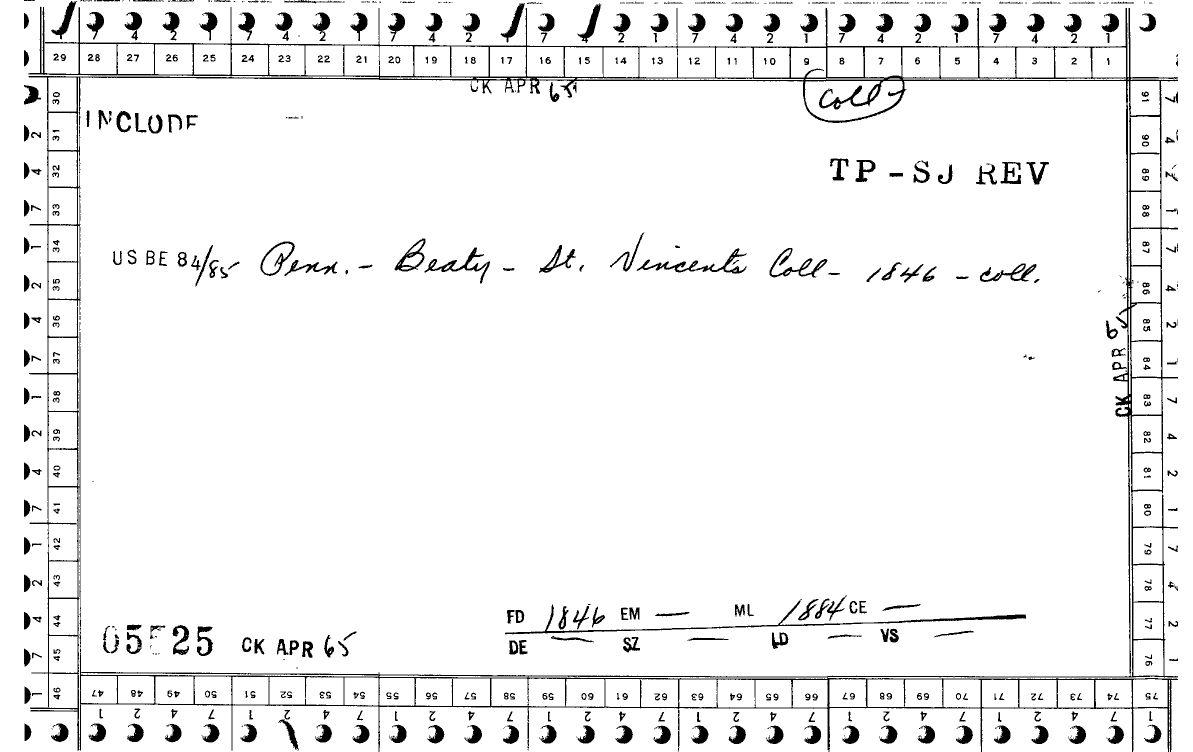 7 4 2 1 7 4 2 1 7 4 2 1 7 4 2 1 7 4 2 1 7 4 2 1 7 4 2 1
29 28 27 26 25 24 23 22 21 20 19 18 17 16 15 14 13 12 11 10 9 8 7 6 5 4 3 2 1
CK APR 65
Coll
INCLUDE
TP-SJ REV
US BE 84/85 Penn. - Beaty - St. Vincent's Coll - 1846 - coll.
CK APR 65
FD 1846 EM — ML 1884 CE —
DE — SZ — LD — VS —
05525 CK APR 65
30 31 32 33 34 35 36 37 38 39 40 41 42 43 44 45 46
91 90 89 88 87 86 85 84 83 82 81 80 79 78 77 76 75
47 48 49 50 51 52 53 54 55 56 57 58 59 60 61 62 63 64 65 66 67 68 69 70 71 72 73 74
1 2 4 7 1 2 4 7 1 2 4 7 1 2 4 7 1 2 4 7 1 2 4 7 1 2 4 7 1